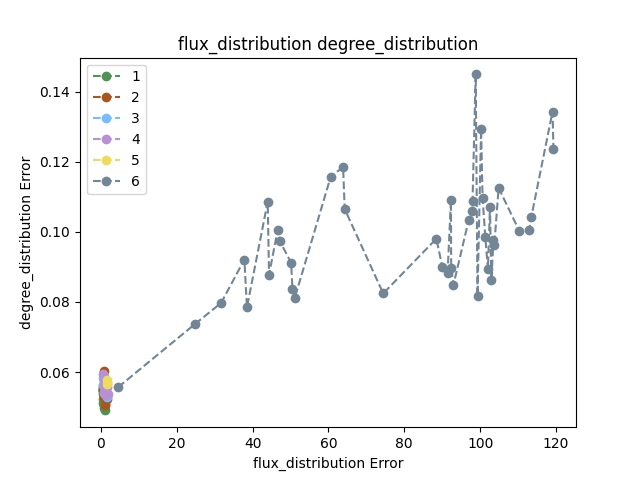 flux_distribution degree_distribution
1
2
3
4
5
6
0.14
0.12
0.10
0.08
0.06
degree_distribution Error
0 20 40 60 80 100 120
flux_distribution Error